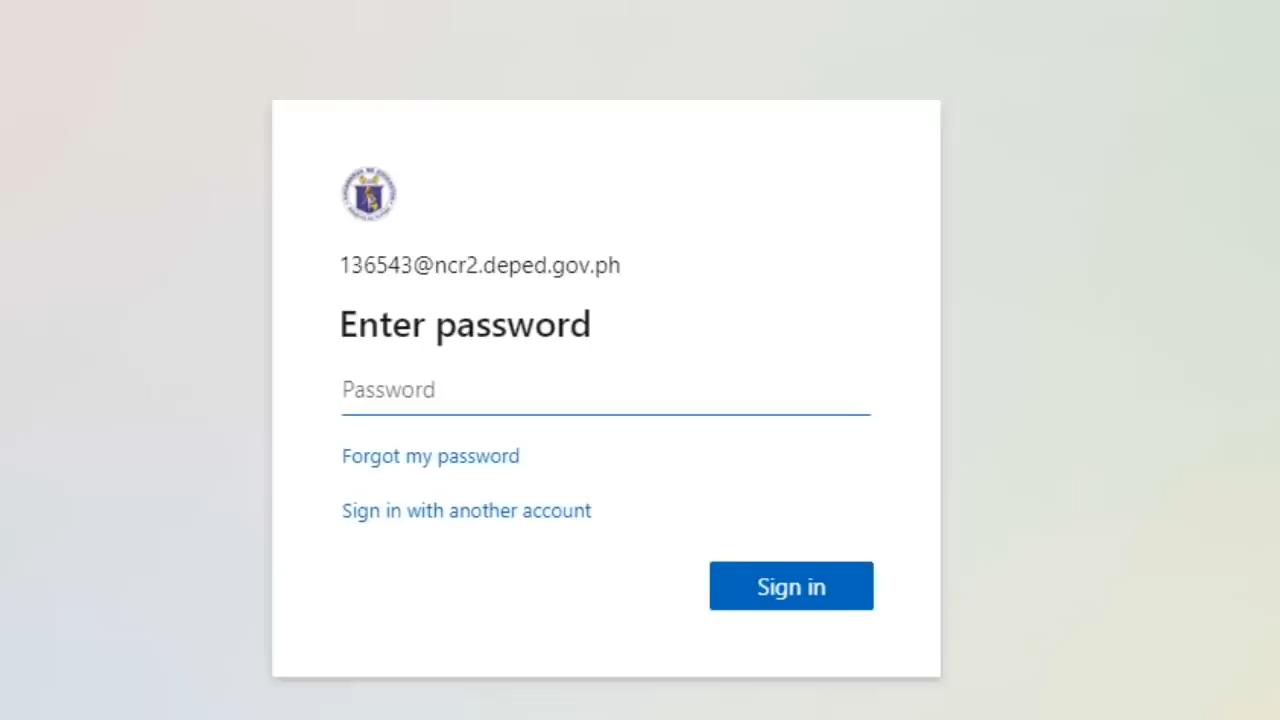 136543@ncr2.deped.gov.ph
Enter password
Password
Forgot my password
Sign in with another account
Sign in